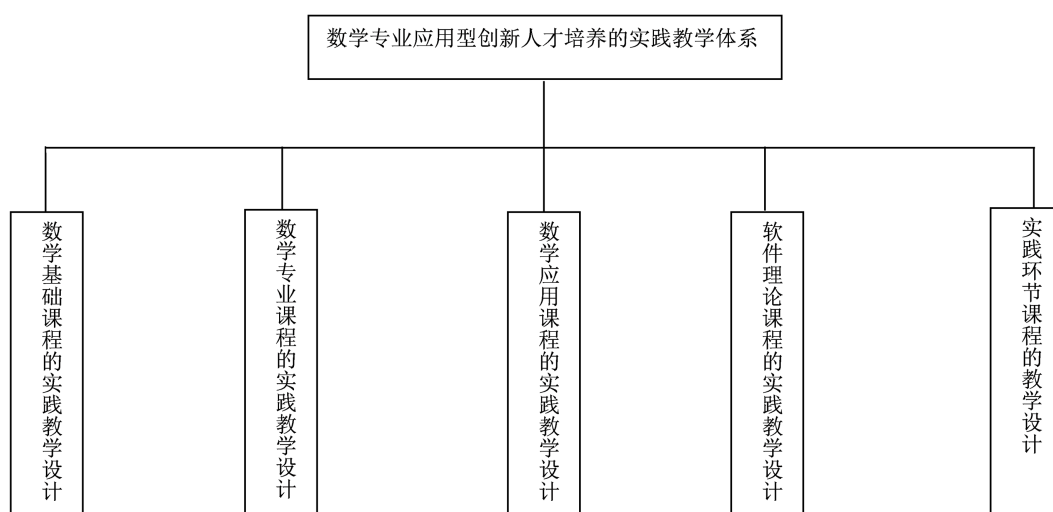 数学专业应用型创新人才培养的实践教学体系
数学基础课程的实践教学设计
数学专业课程的实践教学设计
数学应用课程的实践教学设计
软件理论课程的实践教学设计
实践环节课程的教学设计